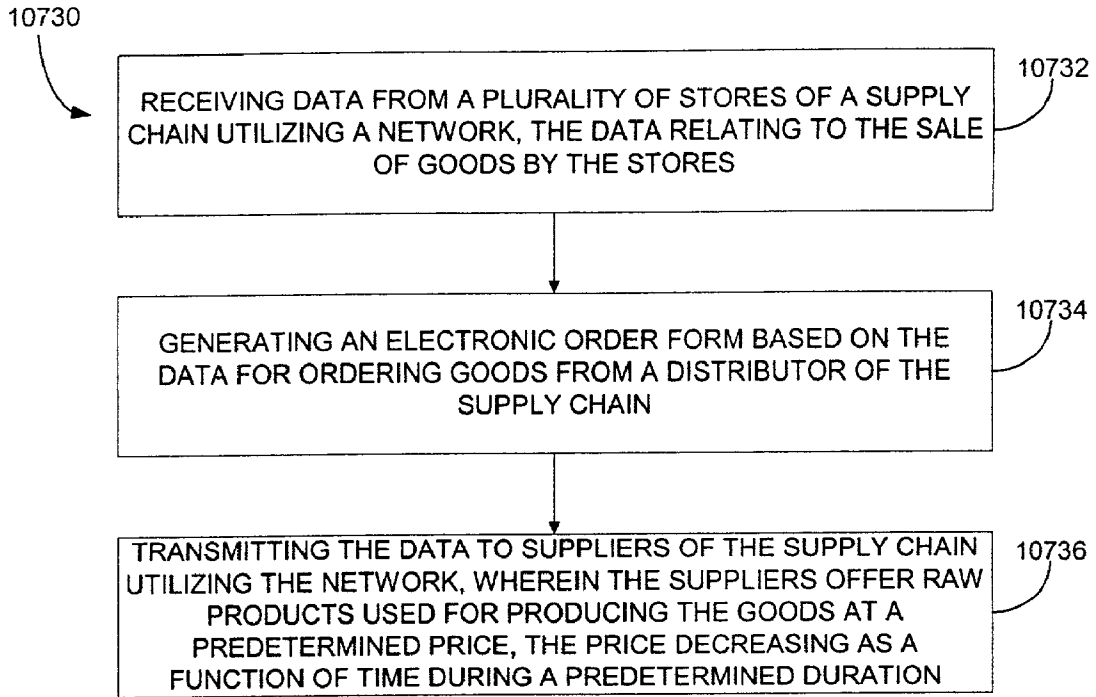 10730
10732
RECEIVING DATA FROM A PLURALITY OF STORES OF A SUPPLY
CHAIN UTILIZING A NETWORK, THE DATA RELATING TO THE SALE
OF GOODS BY THE STORES
10734
GENERATING AN ELECTRONIC ORDER FORM BASED ON THE
DATA FOR ORDERING GOODS FROM A DISTRIBUTOR OF THE
SUPPLY CHAIN
10736
TRANSMITTING THE DATA TO SUPPLIERS OF THE SUPPLY CHAIN
UTILIZING THE NETWORK, WHEREIN THE SUPPLIERS OFFER RAW
PRODUCTS USED FOR PRODUCING THE GOODS AT A
PREDETERMINED PRICE, THE PRICE DECREASING AS A
FUNCTION OF TIME DURING A PREDETERMINED DURATION